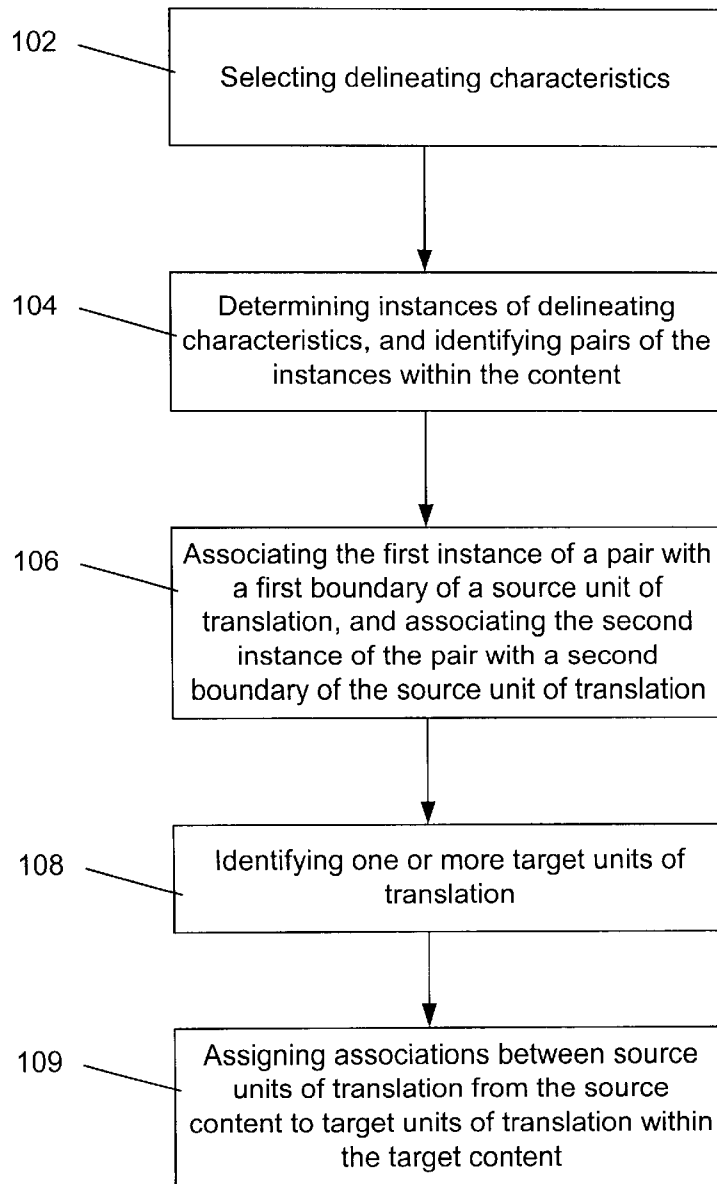 102
Selecting delineating characteristics
104
Determining instances of delineating
characteristics, and identifying pairs of the
instances within the content
106
Associating the first instance of a pair with
a first boundary of a source unit of
translation, and associating the second
instance of the pair with a second
boundary of the source unit of translation
108
Identifying one or more target units of
translation
109
Assigning associations between source
units of translation from the source
content to target units of translation within
the target content